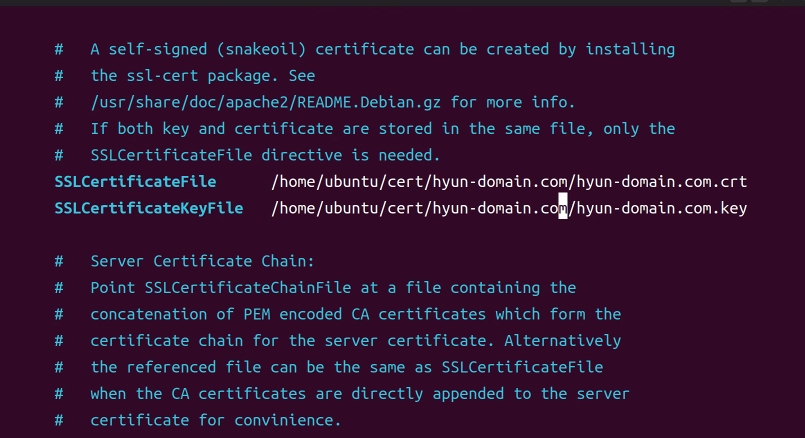 #   A self-signed (snakeoil) certificate can be created by installing
#   the ssl-cert package. See
#   /usr/share/doc/apache2/README.Debian.gz for more info.
#   If both key and certificate are stored in the same file, only the
#   SSLCertificateFile directive is needed.
SSLCertificateFile      /home/ubuntu/cert/hyun-domain.com/hyun-domain.com.crt
SSLCertificateKeyFile   /home/ubuntu/cert/hyun-domain.com/hyun-domain.com.key
#   Server Certificate Chain:
#   Point SSLCertificateChainFile at a file containing the
#   concatenation of PEM encoded CA certificates which form the
#   certificate chain for the server certificate. Alternatively
#   the referenced file can be the same as SSLCertificateFile
#   when the CA certificates are directly appended to the server
#   certificate for convinience.